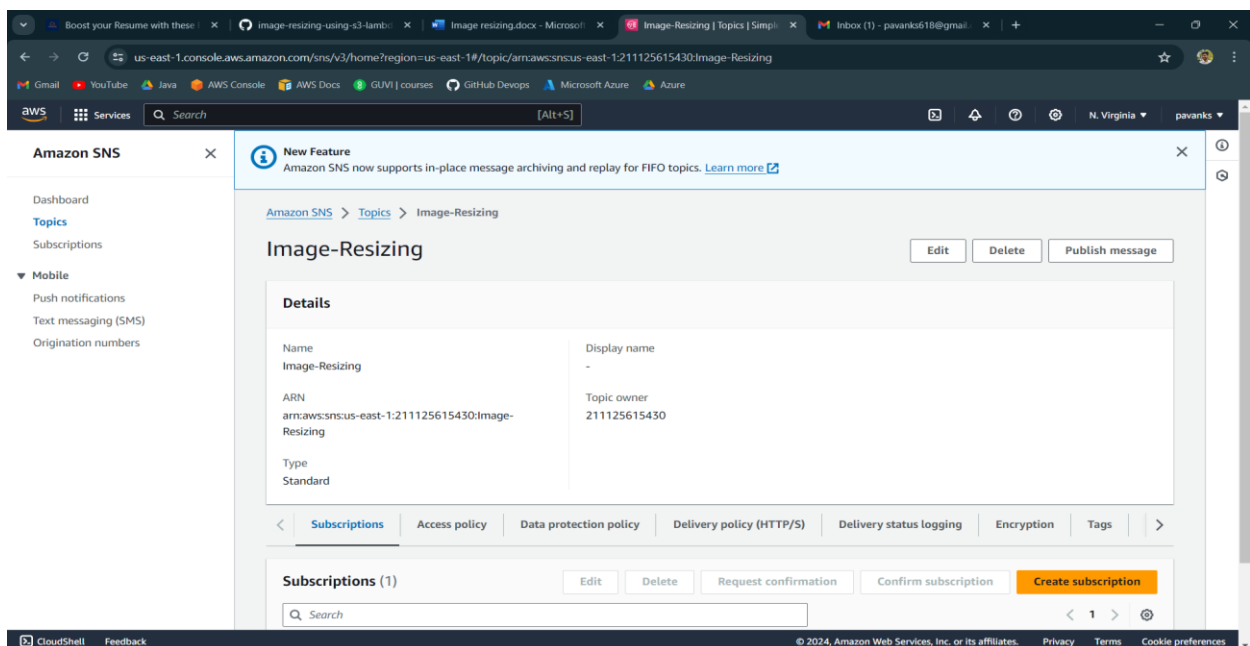 Boost your Resume with these
image-resizing-using-s3-lambd
Image resizing.docx - Microsoft
Image-Resizing | Topics | Simple
Inbox (1) - pavanks618@gmail.
us-east-1.console.aws.amazon.com/sns/v3/home?region=us-east-1#/topic/arn:aws:sns:us-east-1:211125615430:Image-Resizing
Gmail YouTube Java AWS Console AWS Docs GUVI | courses GitHub Devops Microsoft Azure Azure
aws Services Search [Alt+S] N. Virginia pavanks
Amazon SNS
Dashboard
Topics
Subscriptions
Mobile
Push notifications
Text messaging (SMS)
Origination numbers
New Feature
Amazon SNS now supports in-place message archiving and replay for FIFO topics. Learn more
Amazon SNS > Topics > Image-Resizing
Image-Resizing
Edit Delete Publish message
Details
Name
Image-Resizing
ARN
arn:aws:sns:us-east-1:211125615430:Image-
Resizing
Type
Standard
Display name
-
Topic owner
211125615430
Subscriptions Access policy Data protection policy Delivery policy (HTTP/S) Delivery status logging Encryption Tags
Subscriptions (1)
Edit Delete Request confirmation Confirm subscription Create subscription
Search
1
CloudShell Feedback © 2024, Amazon Web Services, Inc. or its affiliates. Privacy Terms Cookie preferences